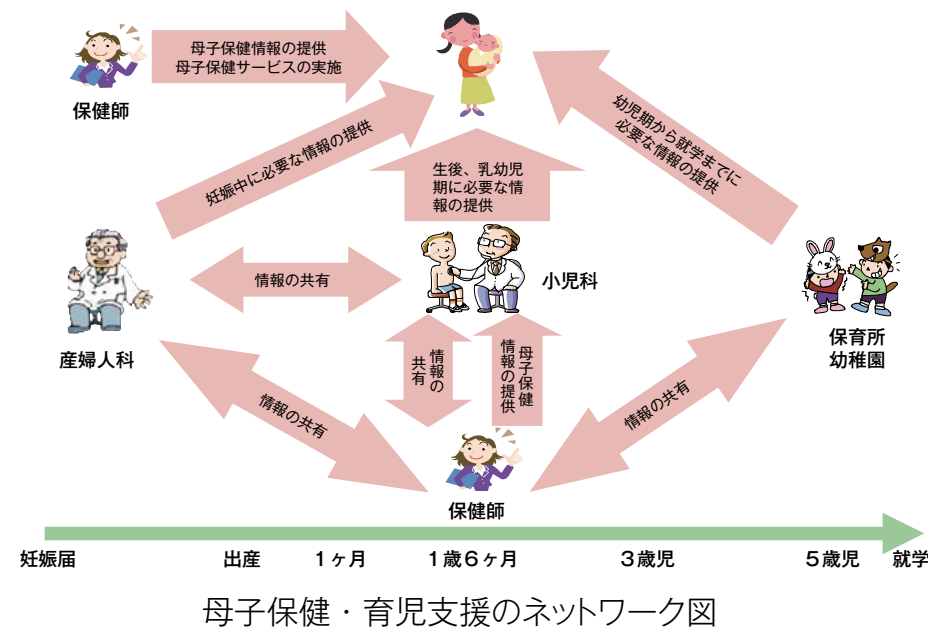 母子保健情報の提供
母子保健サービスの実施
保健師
妊娠中に必要な情報の提供
生後、乳幼児
期に必要な情
報の提供
幼児期から就学までに
必要な情報の提供
情報の共有
小児科
産婦人科
保育所
幼稚園
情報の
共有
母子保健
情報の提供
情報の共有
情報の共有
保健師
妊娠届
出産
1ヶ月
1歳6ヶ月
3歳児
5歳児
就学
母子保健・育児支援のネットワーク図